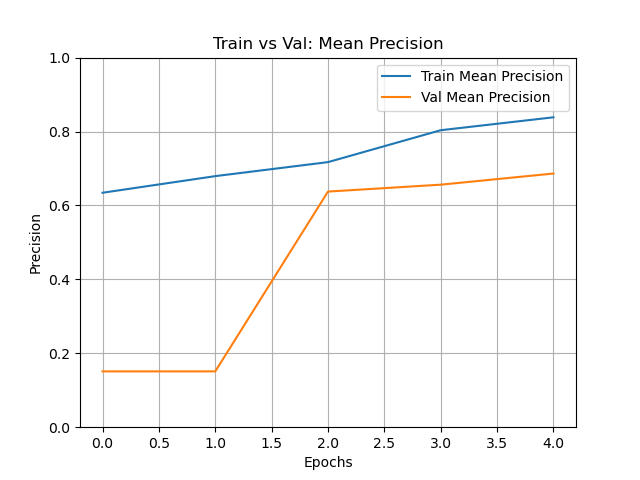 Train vs Val: Mean Precision
Train Mean Precision
Val Mean Precision
Precision
1.0
0.8
0.6
0.4
0.2
0.0
0.0 0.5 1.0 1.5 2.0 2.5 3.0 3.5 4.0
Epochs